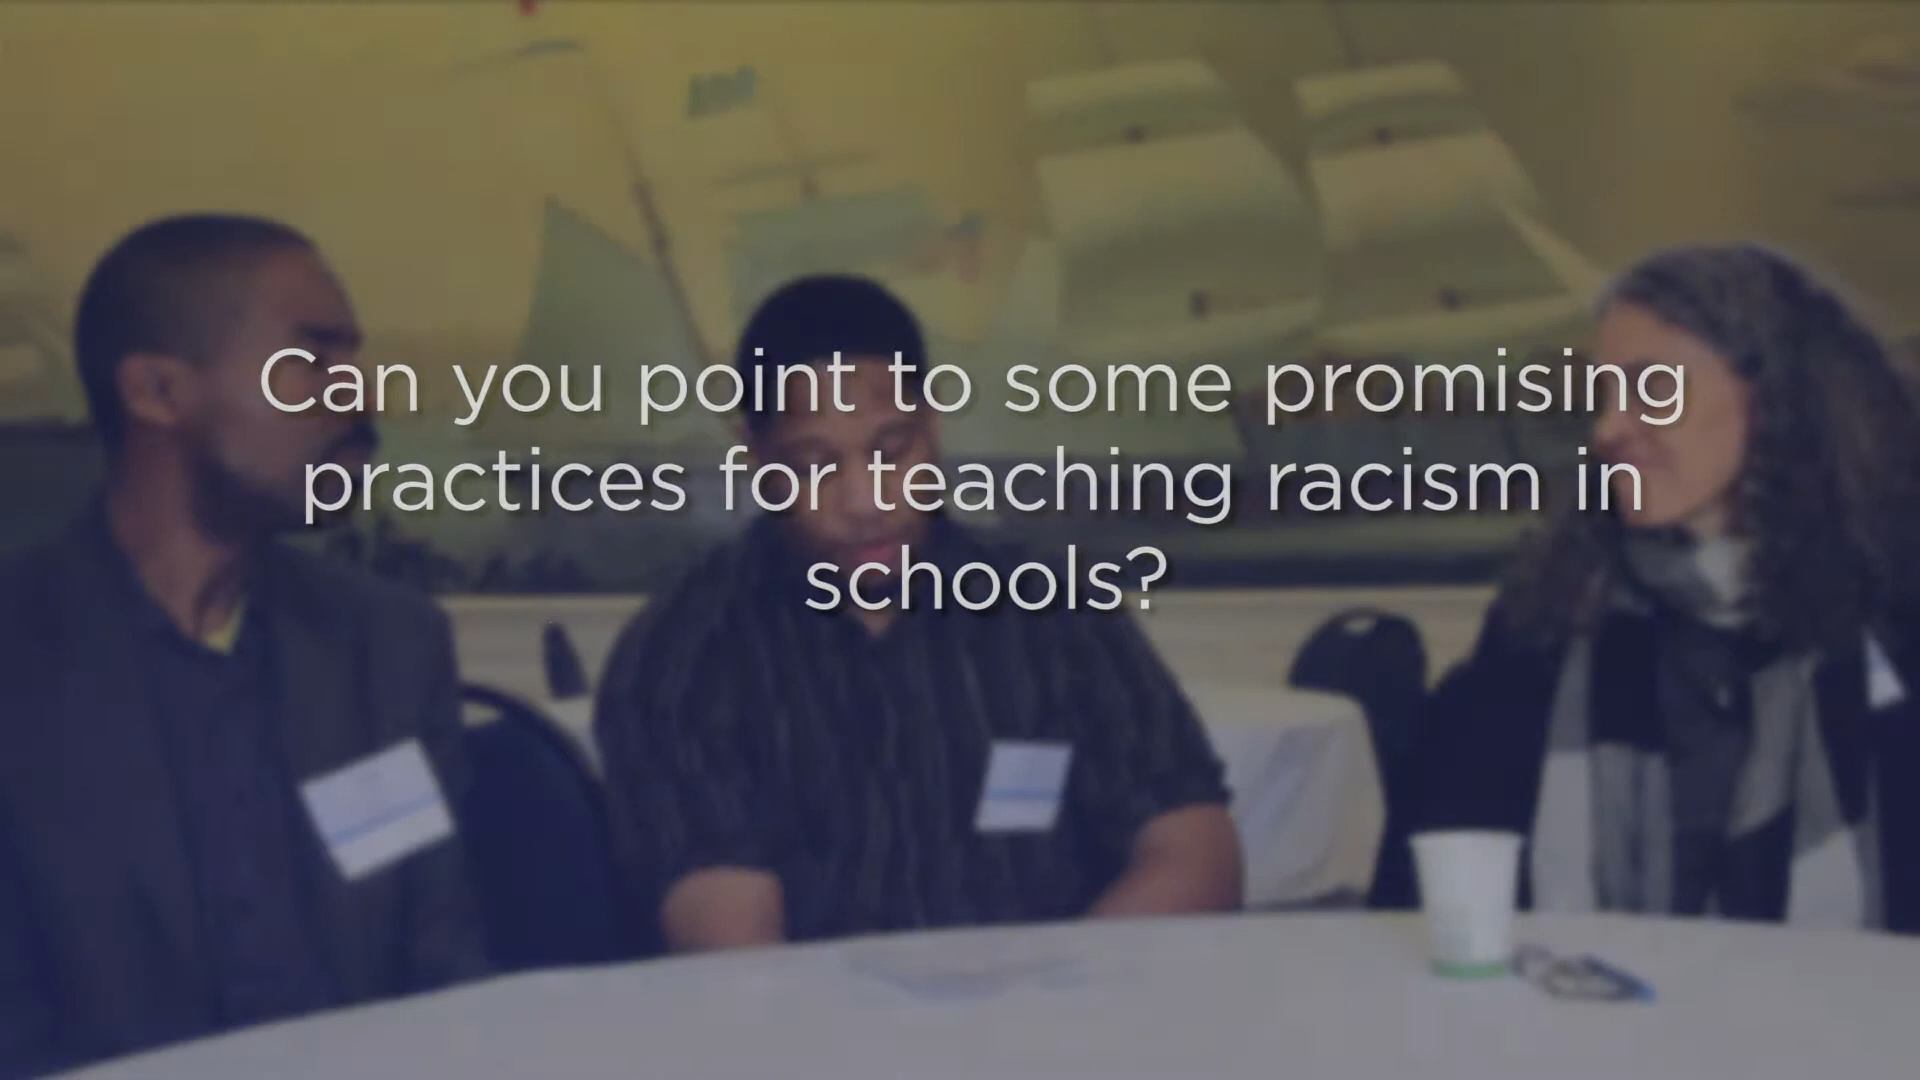 Can you point to some promising
practices for teaching racism in
schools?